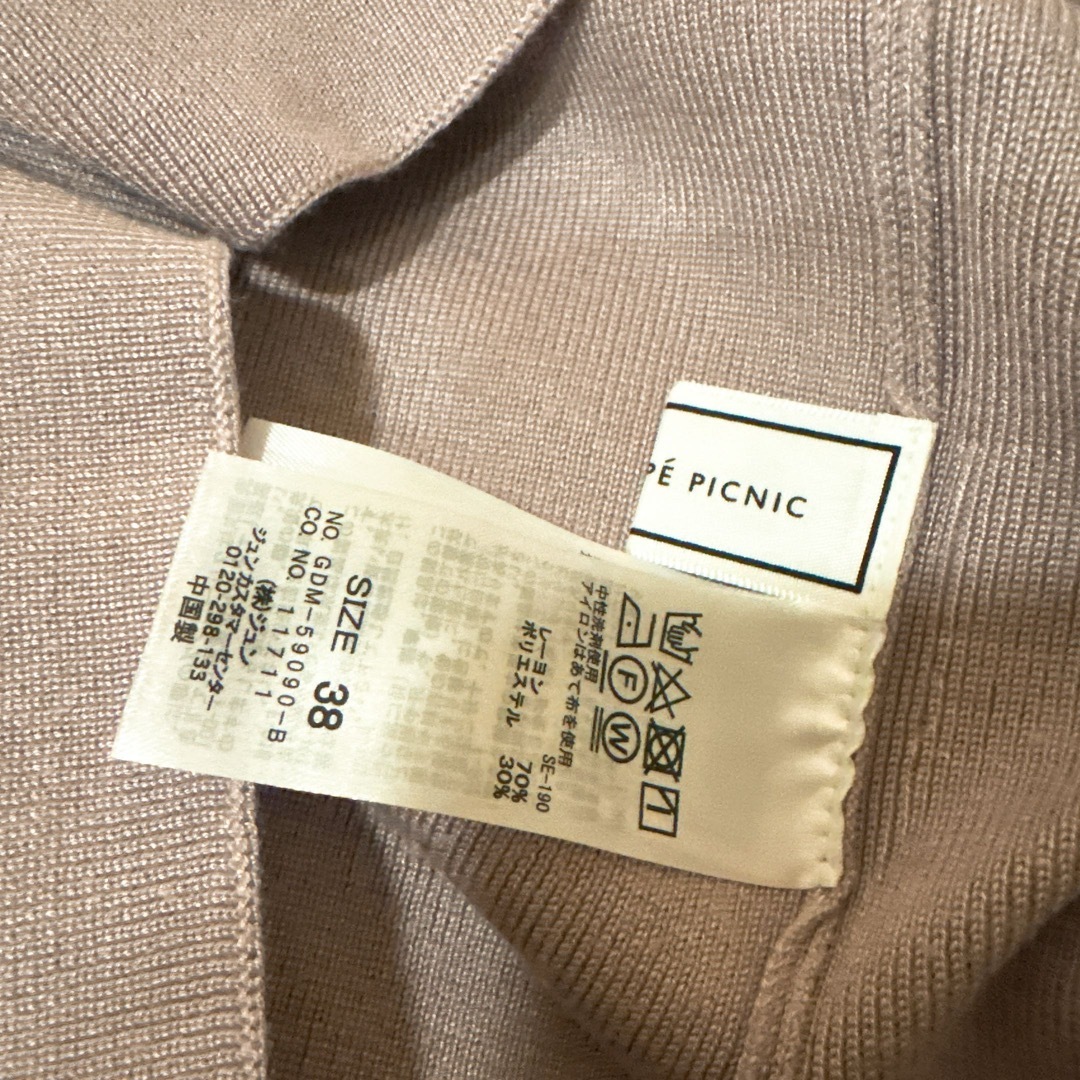 PÉ PICNIC
中性洗剤使用
アイロンはあて布を使用
F
W
SE-190
レーヨン 70%
ポリエステル 30%
SIZE 38
NO. GDM-59090-B
CO. NO. 11711
(株)ジュン
ジュンカスタマーセンター
0120-298-133
中国製